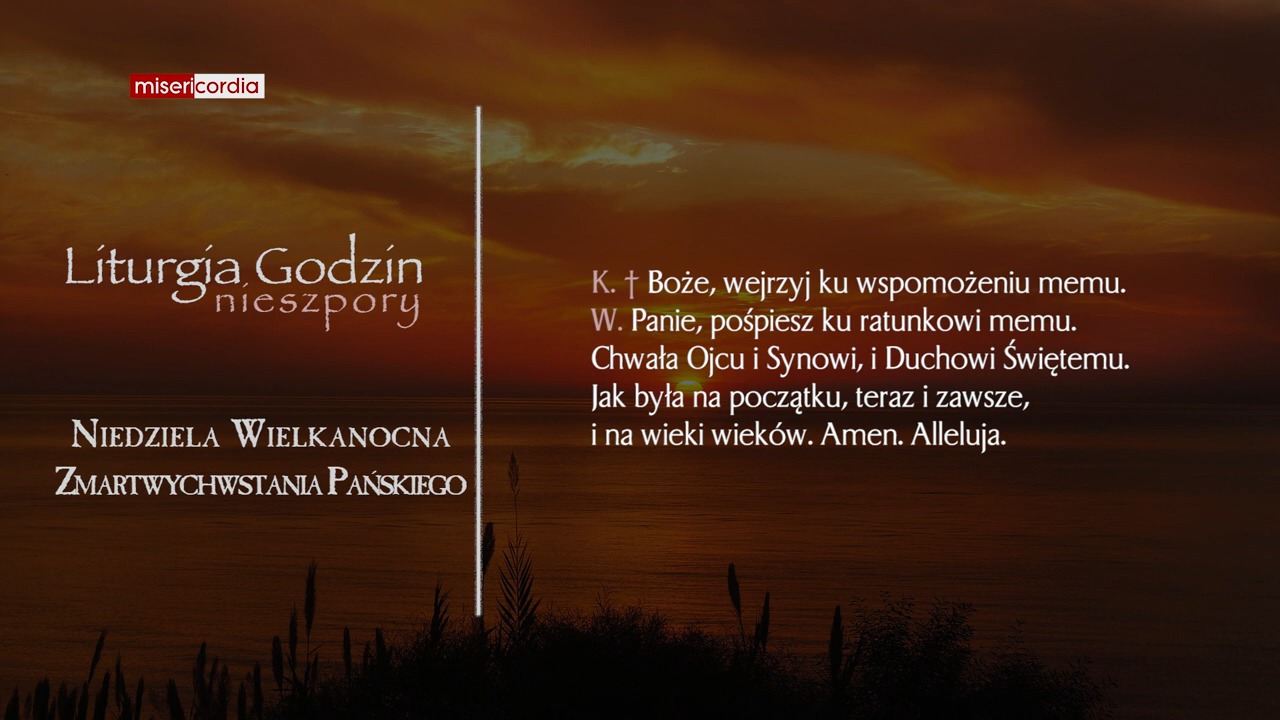 misericordia
Liturgia Godzin
nieszpory
Niedziela Wielkanocna
Zmartwychwstania Pańskiego
K. † Boże, wejrzyj ku wspomożeniu memu.
W. Panie, pośpiesz ku ratunkowi memu.
Chwała Ojcu i Synowi, i Duchowi Świętemu.
Jak była na początku, teraz i zawsze,
i na wieki wieków. Amen. Alleluja.